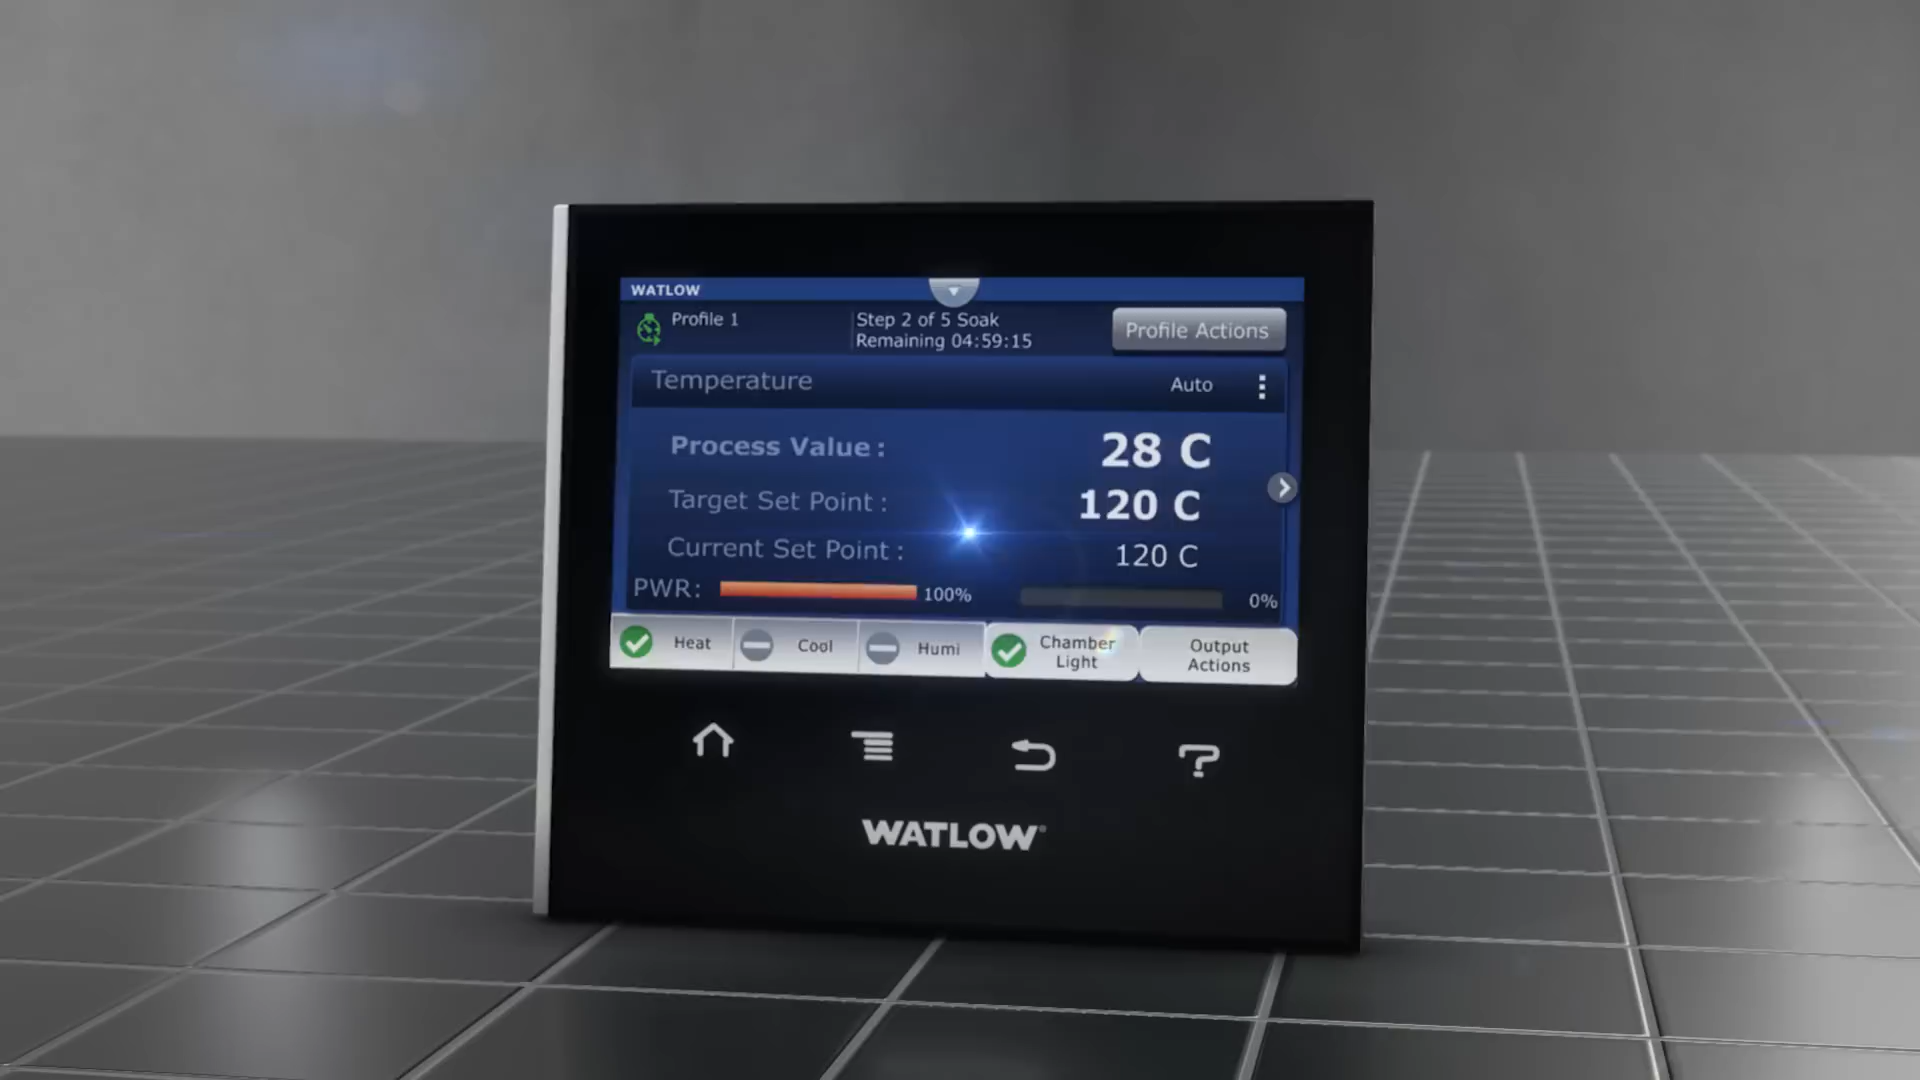 WATLOW
Profile 1
Step 2 of 5 Soak
Remaining 04:59:15
Profile Actions
Temperature
Auto
Process Value : 28 C
Target Set Point : 120 C
Current Set Point : 120 C
PWR: 100% 0%
Heat
Cool
Humi
Chamber
Light
Output
Actions
WATLOW®